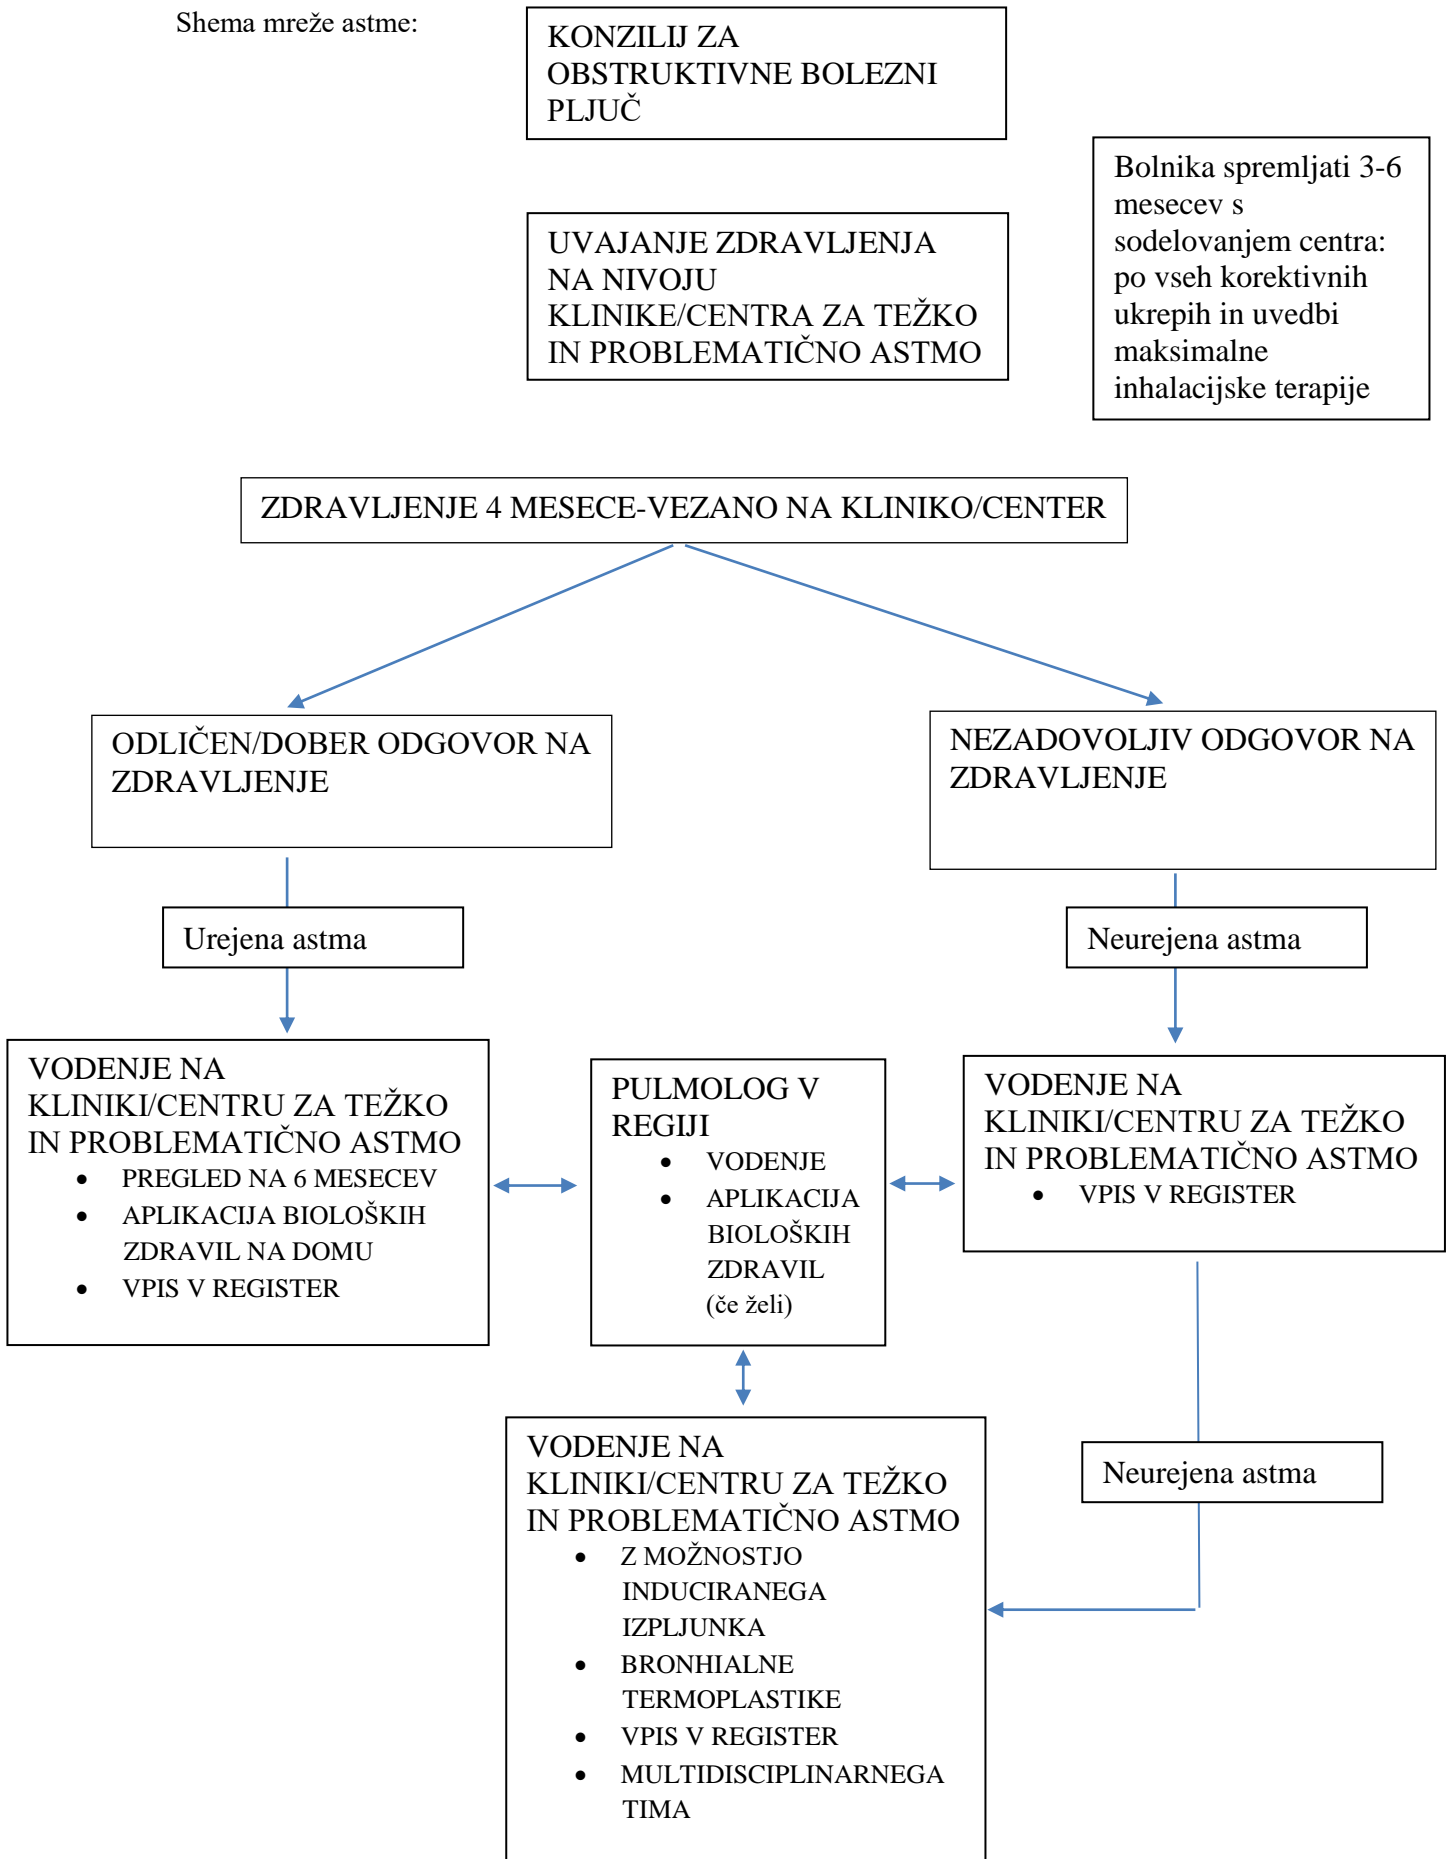 Shema mreže astme:
KONZILIJ ZA
OBSTRUKTIVNE BOLEZNI
PLJUČ
Bolnika spremljati 3-6
mesecev s
sodelovanjem centra:
po vseh korektivnih
ukrepih in uvedbi
maksimalne
inhalacijske terapije
UVAJANJE ZDRAVLJENJA
NA NIVOJU
KLINIKE/CENTRA ZA TEŽKO
IN PROBLEMATIČNO ASTMO
ZDRAVLJENJE 4 MESECE-VEZANO NA KLINIKO/CENTER
ODLIČEN/DOBER ODGOVOR NA
ZDRAVLJENJE
NEZADOVOLJIV ODGOVOR NA
ZDRAVLJENJE
Urejena astma
Neurejena astma
VODENJE NA
KLINIKI/CENTRU ZA TEŽKO
IN PROBLEMATIČNO ASTMO
• PREGLED NA 6 MESECEV
• APLIKACIJA BIOLOŠKIH
ZDRAVIL NA DOMU
• VPIS V REGISTER
PULMOLOG V
REGIJI
• VODENJE
• APLIKACIJA
BIOLOŠKIH
ZDRAVIL
(če želi)
VODENJE NA
KLINIKI/CENTRU ZA TEŽKO
IN PROBLEMATIČNO ASTMO
• VPIS V REGISTER
Neurejena astma
VODENJE NA
KLINIKI/CENTRU ZA TEŽKO
IN PROBLEMATIČNO ASTMO
• Z MOŽNOSTJO
INDUCIRANEGA
IZPLJUNKA
• BRONHIALNE
TERMOPLASTIKE
• VPIS V REGISTER
• MULTIDISCIPLINARNEGA
TIMA